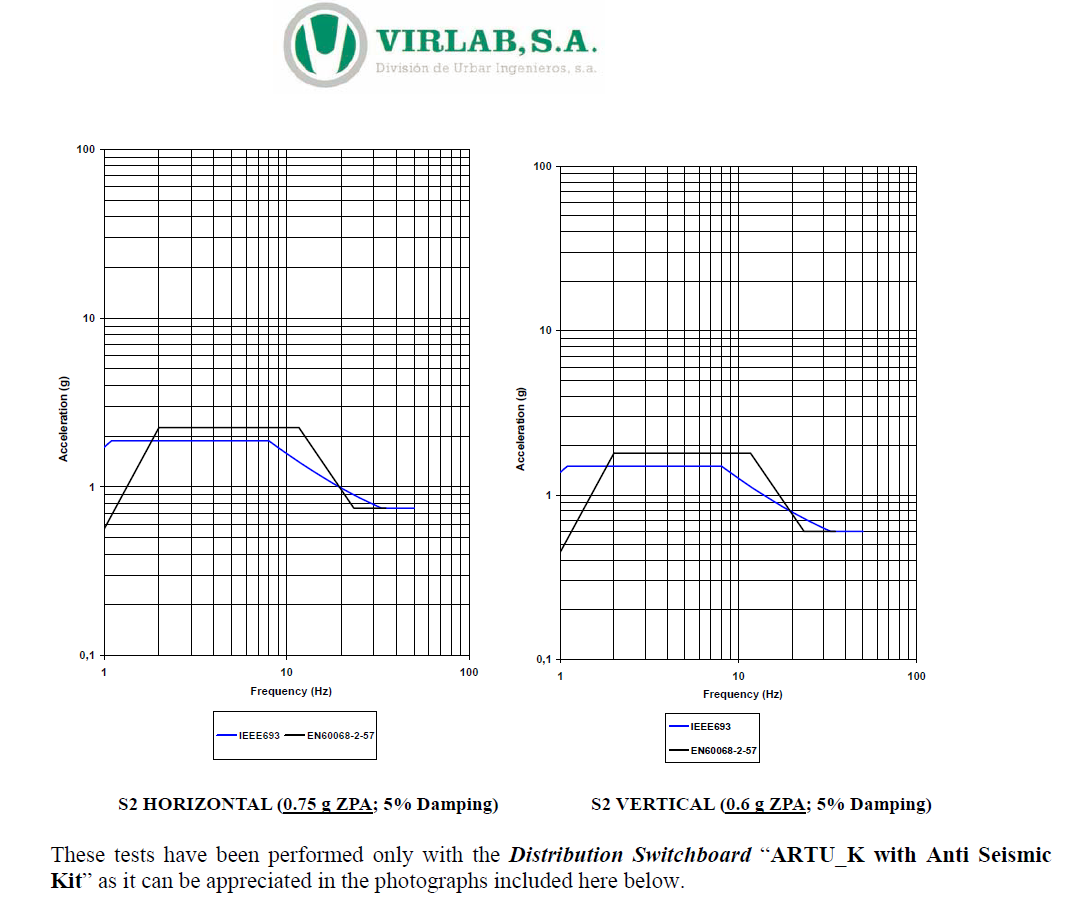 VIRLAB, S.A.
División de Urbar Ingenieros, s.a.
100
10
1
0,1
Acceleration (g)
1
10
100
Frequency (Hz)
IEEE693
EN60068-2-57
S2 HORIZONTAL (0.75 g ZPA; 5% Damping)
100
10
1
0,1
Acceleration (g)
1
10
100
Frequency (Hz)
IEEE693
EN60068-2-57
S2 VERTICAL (0.6 g ZPA; 5% Damping)
These tests have been performed only with the Distribution Switchboard “ARTU_K with Anti Seismic
Kit” as it can be appreciated in the photographs included here below.